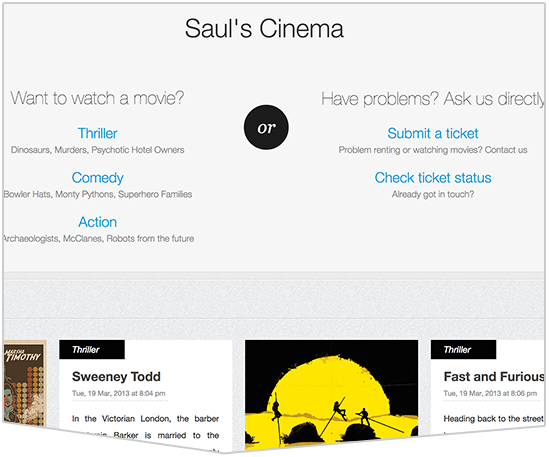 Saul's Cinema
Want to watch a movie?
Thriller
Dinosaurs, Murders, Psychotic Hotel Owners
Comedy
Bowler Hats, Monty Pythons, Superhero Families
Action
Archaeologists, McClanes, Robots from the future
or
Have problems? Ask us directly
Submit a ticket
Problem renting or watching movies? Contact us
Check ticket status
Already got in touch?
MARSHA
TIMOTHY
Thriller
Sweeney Todd
Tue, 19 Mar, 2013 at 8:04 pm
In the Victorian London, the barber
Barker is married to the
Thriller
Fast and Furious
Tue, 19 Mar, 2013 at 8:06 pm
Heading back to the street